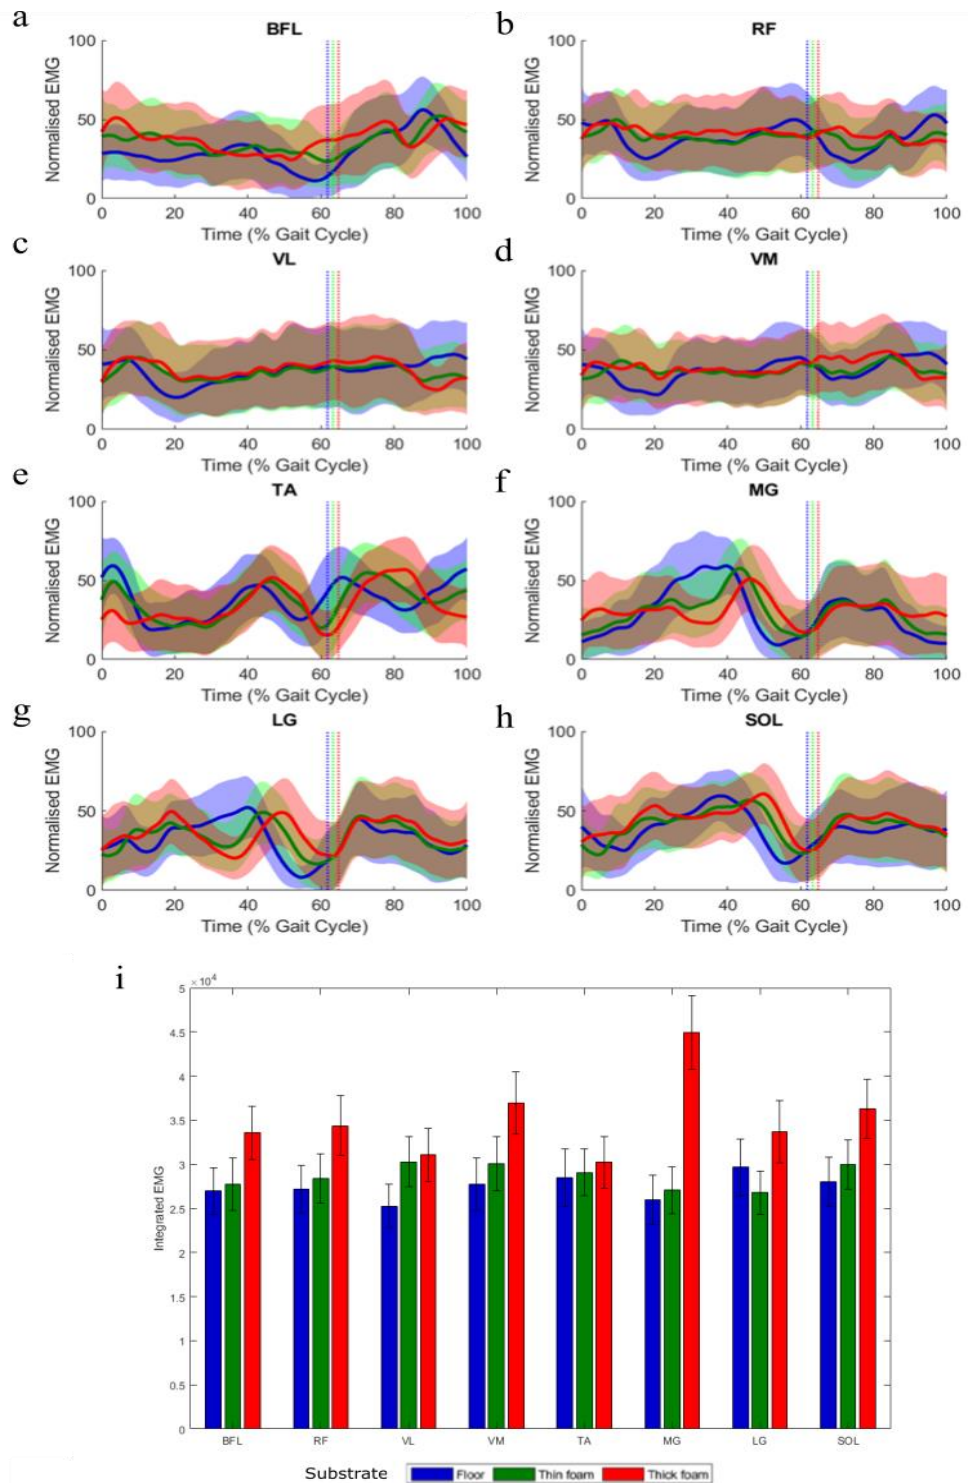 a
BFL
100
50
0
Normalised EMG
0 20 40 60 80 100
Time (% Gait Cycle)
b
RF
100
50
0
Normalised EMG
0 20 40 60 80 100
Time (% Gait Cycle)
c
VL
100
50
0
Normalised EMG
0 20 40 60 80 100
Time (% Gait Cycle)
d
VM
100
50
0
Normalised EMG
0 20 40 60 80 100
Time (% Gait Cycle)
e
TA
100
50
0
Normalised EMG
0 20 40 60 80 100
Time (% Gait Cycle)
f
MG
100
50
0
Normalised EMG
0 20 40 60 80 100
Time (% Gait Cycle)
g
LG
100
50
0
Normalised EMG
0 20 40 60 80 100
Time (% Gait Cycle)
h
SOL
100
50
0
Normalised EMG
0 20 40 60 80 100
Time (% Gait Cycle)
i
×10⁴
5
4.5
4
3.5
3
2.5
2
1.5
1
0.5
0
Integrated EMG
BFL RF VL VM TA MG LG SOL
Substrate Floor Thin foam Thick foam